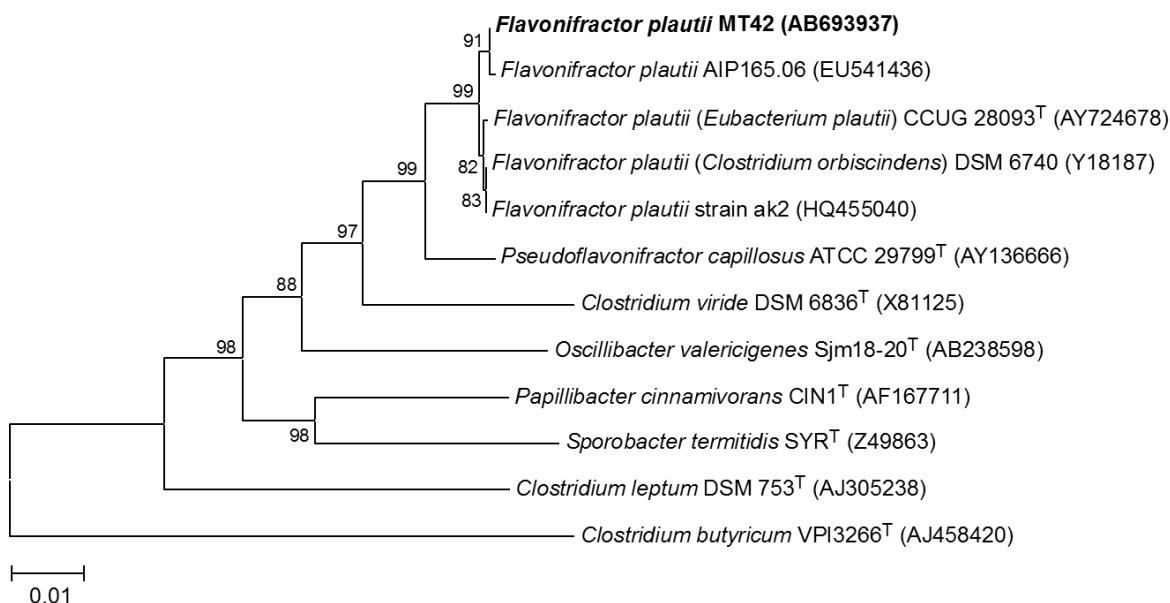 Flavonifractor plautii MT42 (AB693937)
91
Flavonifractor plautii AIP165.06 (EU541436)
99
Flavonifractor plautii (Eubacterium plautii) CCUG 28093T (AY724678)
82
Flavonifractor plautii (Clostridium orbiscindens) DSM 6740 (Y18187)
99
83
Flavonifractor plautii strain ak2 (HQ455040)
97
Pseudoflavonifractor capillosus ATCC 29799T (AY136666)
88
Clostridium viride DSM 6836T (X81125)
98
Oscillibacter valericigenes Sjm18-20T (AB238598)
Papillibacter cinnamivorans CIN1T (AF167711)
98
Sporobacter termitidis SYRT (Z49863)
Clostridium leptum DSM 753T (AJ305238)
Clostridium butyricum VPI3266T (AJ458420)
0.01